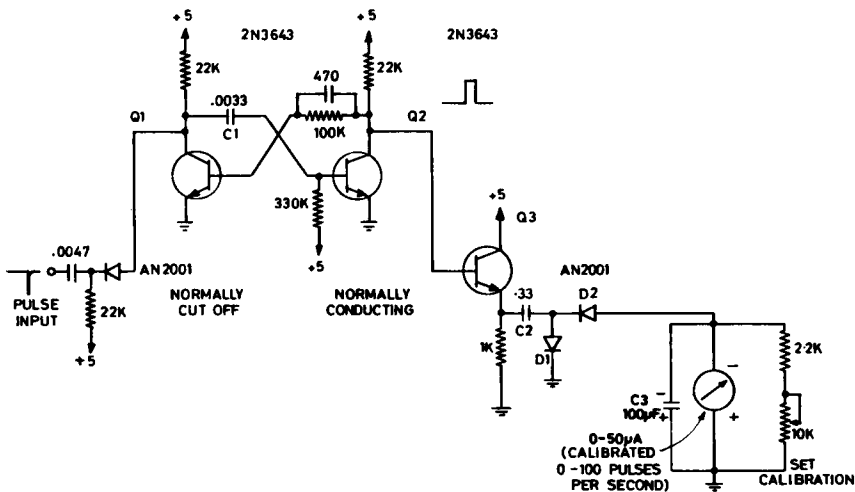 +5
2N3643
+5
2N3643
22K
470
22K
.0033
Q1
C1
100K
Q2
330K
+5
+5
Q3
.0047
AN2001
PULSE
INPUT
22K
NORMALLY
CUT OFF
NORMALLY
CONDUCTING
AN2001
.33
D2
C2
+5
1K
D1
2·2K
−
−
C3
100µF
+
+
10K
0-50µA
(CALIBRATED
0-100 PULSES
PER SECOND)
SET
CALIBRATION